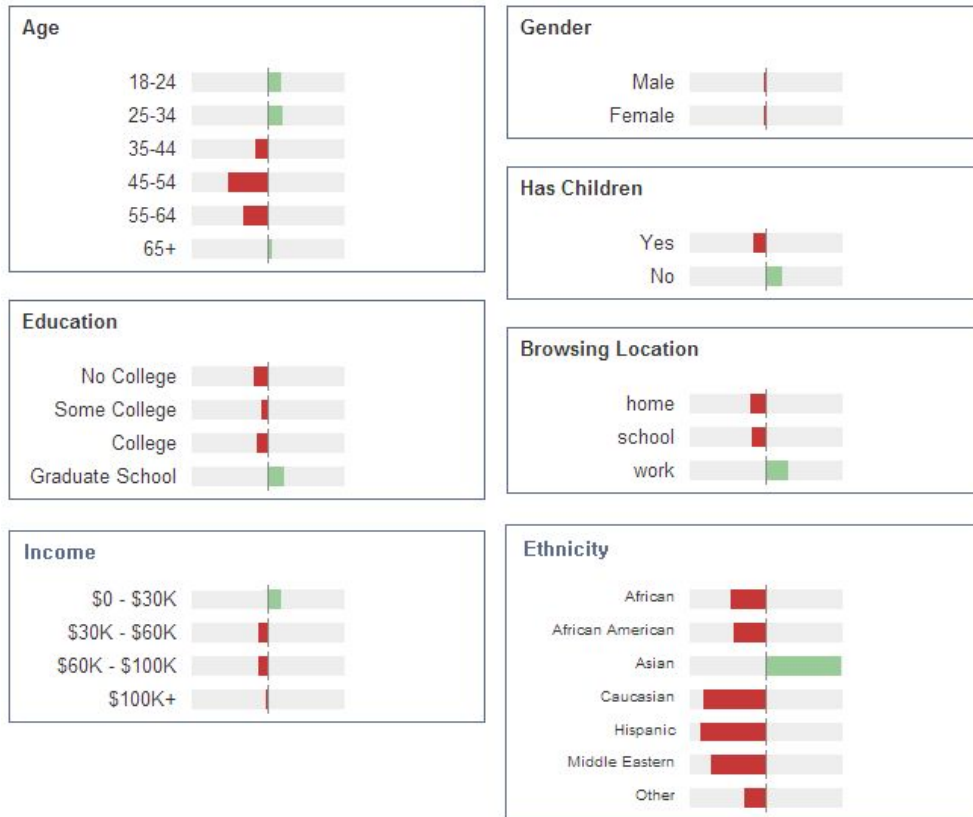 Age
18-24
25-34
35-44
45-54
55-64
65+
Education
No College
Some College
College
Graduate School
Income
$0 - $30K
$30K - $60K
$60K - $100K
$100K+
Gender
Male
Female
Has Children
Yes
No
Browsing Location
home
school
work
Ethnicity
African
African American
Asian
Caucasian
Hispanic
Middle Eastern
Other